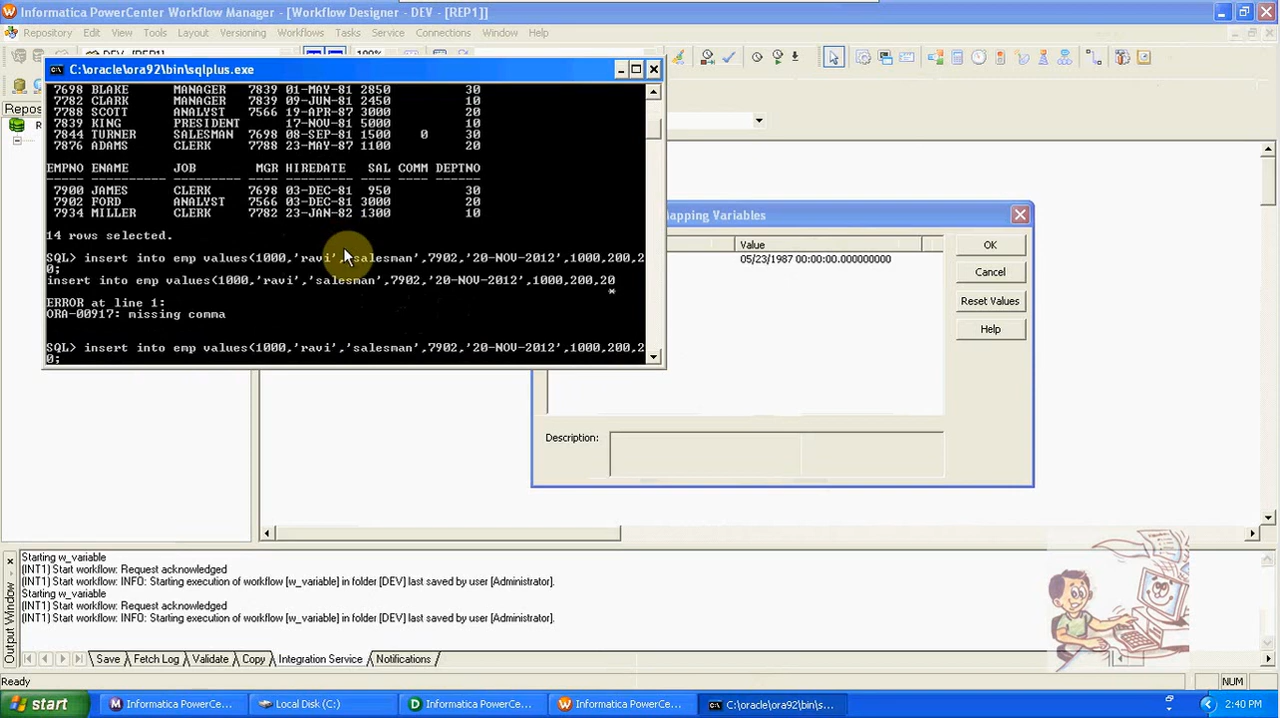 Informatica PowerCenter Workflow Manager - [Workflow Designer - DEV - [REP1]]
Repository Edit View Tools Layout Versioning Workflows Tasks Service Connections Window Help
C:\oracle\ora92\bin\sqlplus.exe
7698 BLAKE MANAGER 7839 01-MAY-81 2850 30
7782 CLARK MANAGER 7839 09-JUN-81 2450 10
7788 SCOTT ANALYST 7566 19-APR-87 3000 20
7839 KING PRESIDENT 17-NOV-81 5000 10
7844 TURNER SALESMAN 7698 08-SEP-81 1500 0 30
7876 ADAMS CLERK 7788 23-MAY-87 1100 20
EMPNO ENAME JOB MGR HIREDATE SAL COMM DEPTNO
7900 JAMES CLERK 7698 03-DEC-81 950 30
7902 FORD ANALYST 7566 03-DEC-81 3000 20
7934 MILLER CLERK 7782 23-JAN-82 1300 10
14 rows selected.
SQL> insert into emp values(1000,'ravi','salesman',7902,'20-NOV-2012',1000,200,2
0;
insert into emp values(1000,'ravi','salesman',7902,'20-NOV-2012',1000,200,20
*
ERROR at line 1:
ORA-00917: missing comma
SQL> insert into emp values(1000,'ravi','salesman',7902,'20-NOV-2012',1000,200,2
0;
Mapping Variables
Value
05/23/1987 00:00:00.000000000
OK
Cancel
Reset Values
Help
Description:
Starting w_variable
(INT1) Start workflow: Request acknowledged
(INT1) Start workflow: INFO: Starting execution of workflow [w_variable] in folder [DEV] last saved by user [Administrator].
Starting w_variable
(INT1) Start workflow: Request acknowledged
(INT1) Start workflow: INFO: Starting execution of workflow [w_variable] in folder [DEV] last saved by user [Administrator].
Output Window
Save Fetch Log Validate Copy Integration Service Notifications
Ready NUM
start Informatica PowerCe... Local Disk (C:) Informatica PowerCe... Informatica PowerCe... C:\oracle\ora92\bin\s... 2:40 PM